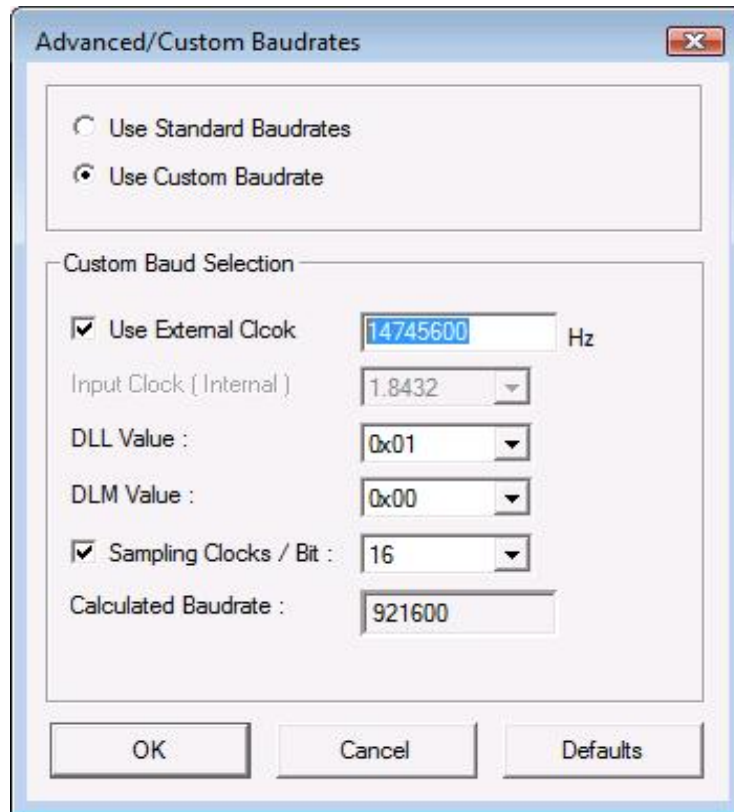 Advanced/Custom Baudrates
Use Standard Baudrates
Use Custom Baudrate
Custom Baud Selection
Use External Clcok 14745600 Hz
Input Clock ( Internal ) 1.8432
DLL Value : 0x01
DLM Value : 0x00
Sampling Clocks / Bit : 16
Calculated Baudrate : 921600
OK Cancel Defaults